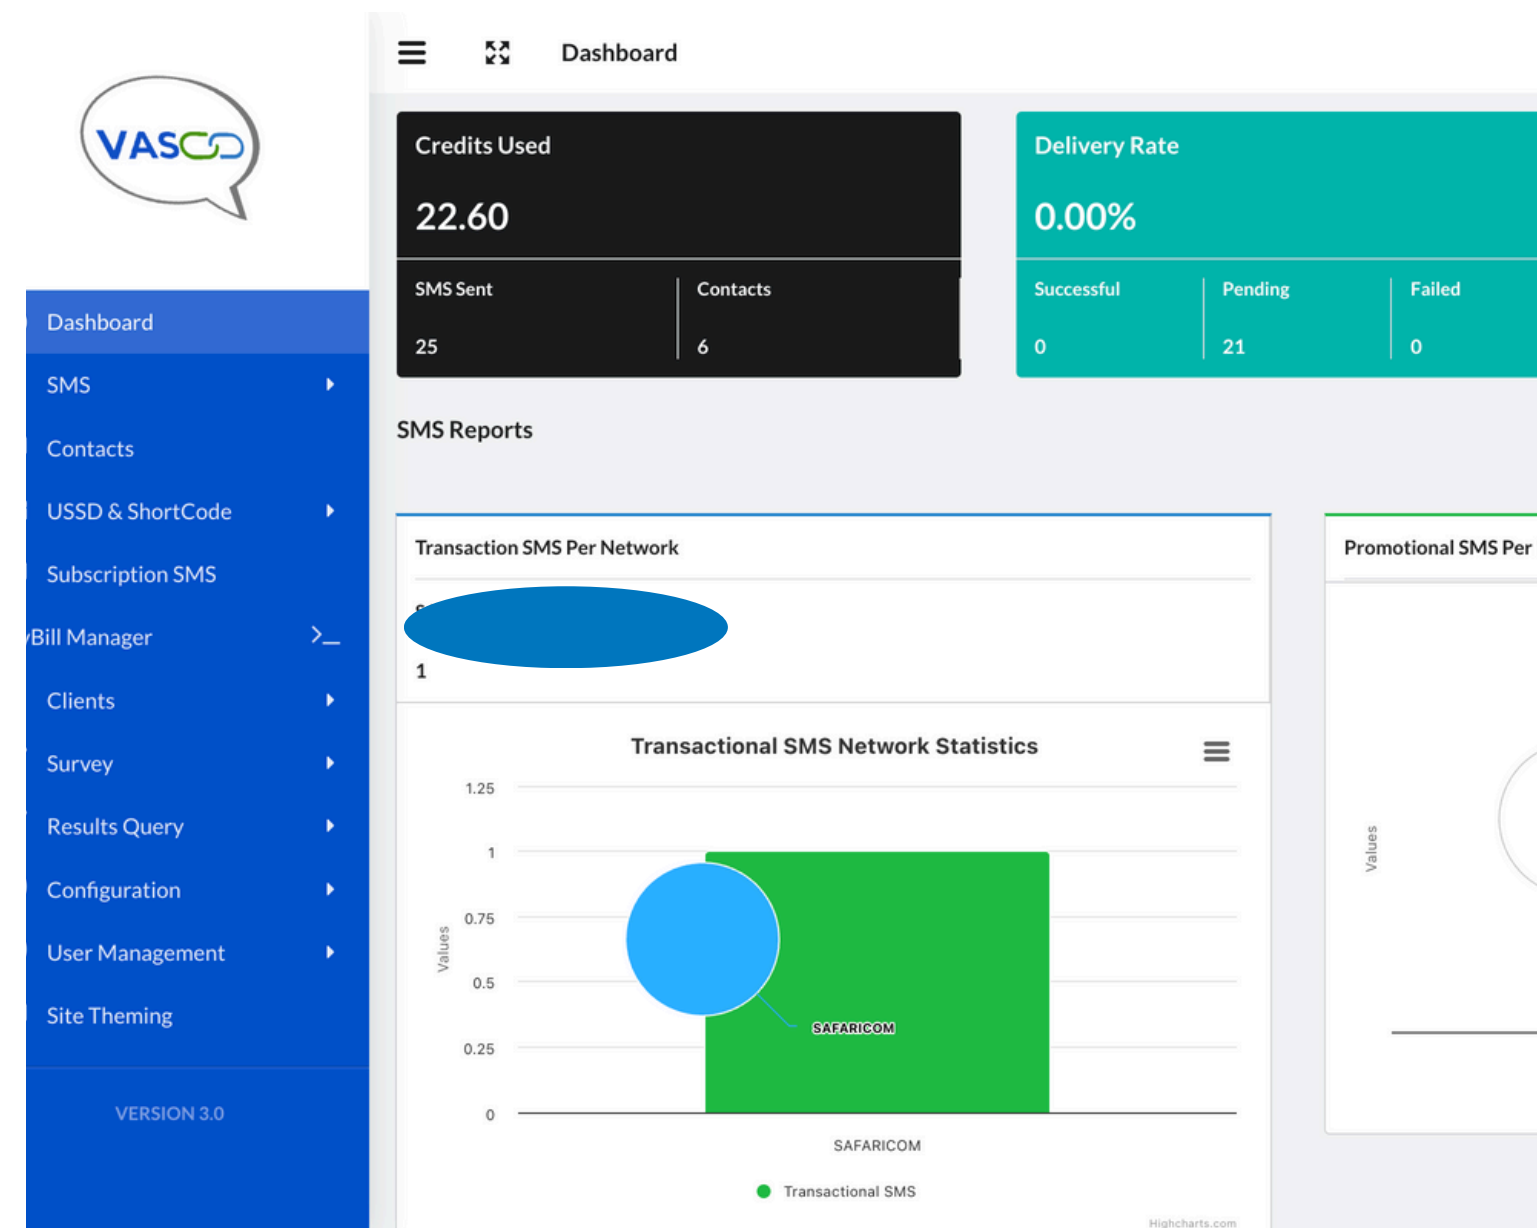 VASCO
Dashboard
SMS
Contacts
USSD & ShortCode
Subscription SMS
Bill Manager
Clients
Survey
Results Query
Configuration
User Management
Site Theming
VERSION 3.0
Dashboard
Credits Used
22.60
SMS Sent
Contacts
25
6
Delivery Rate
0.00%
Successful
Pending
Failed
0
21
0
SMS Reports
Transaction SMS Per Network
1
Transactional SMS Network Statistics
1.25
1
0.75
0.5
0.25
0
Values
SAFARICOM
SAFARICOM
Transactional SMS
Highcharts.com
Promotional SMS Per
Values